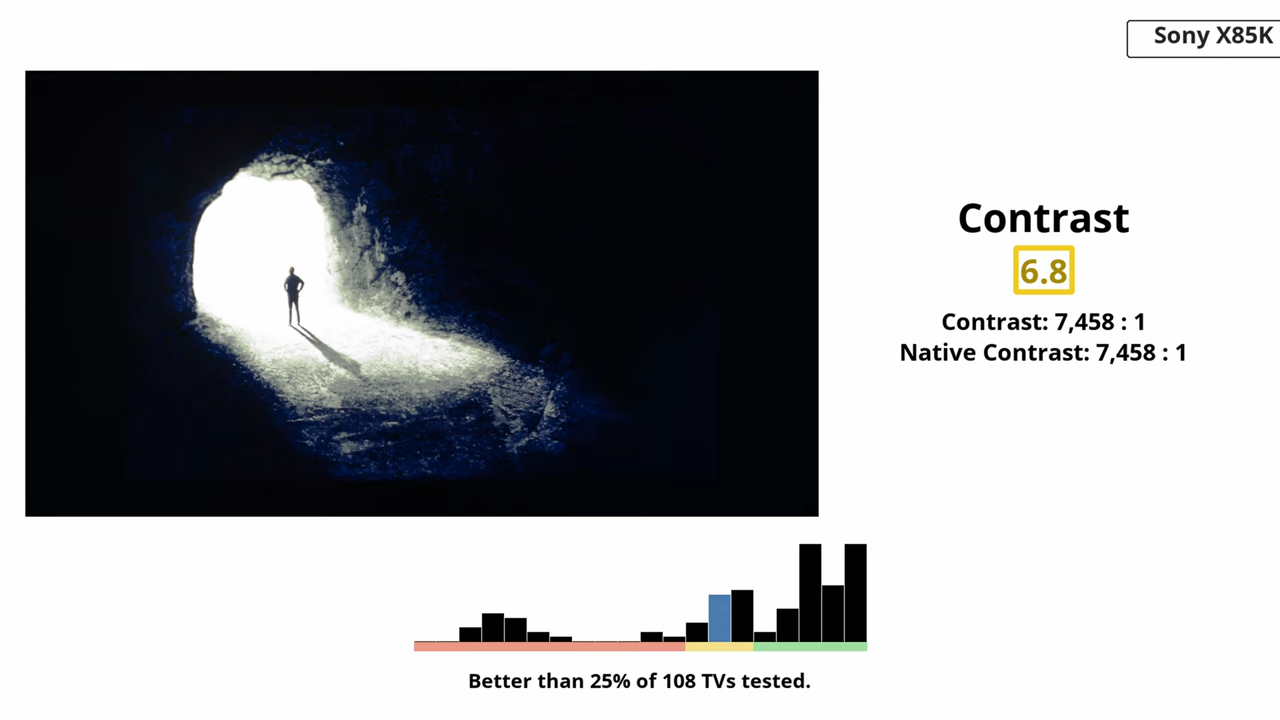 Sony X85K
Contrast
6.8
Contrast: 7,458 : 1
Native Contrast: 7,458 : 1
Better than 25% of 108 TVs tested.